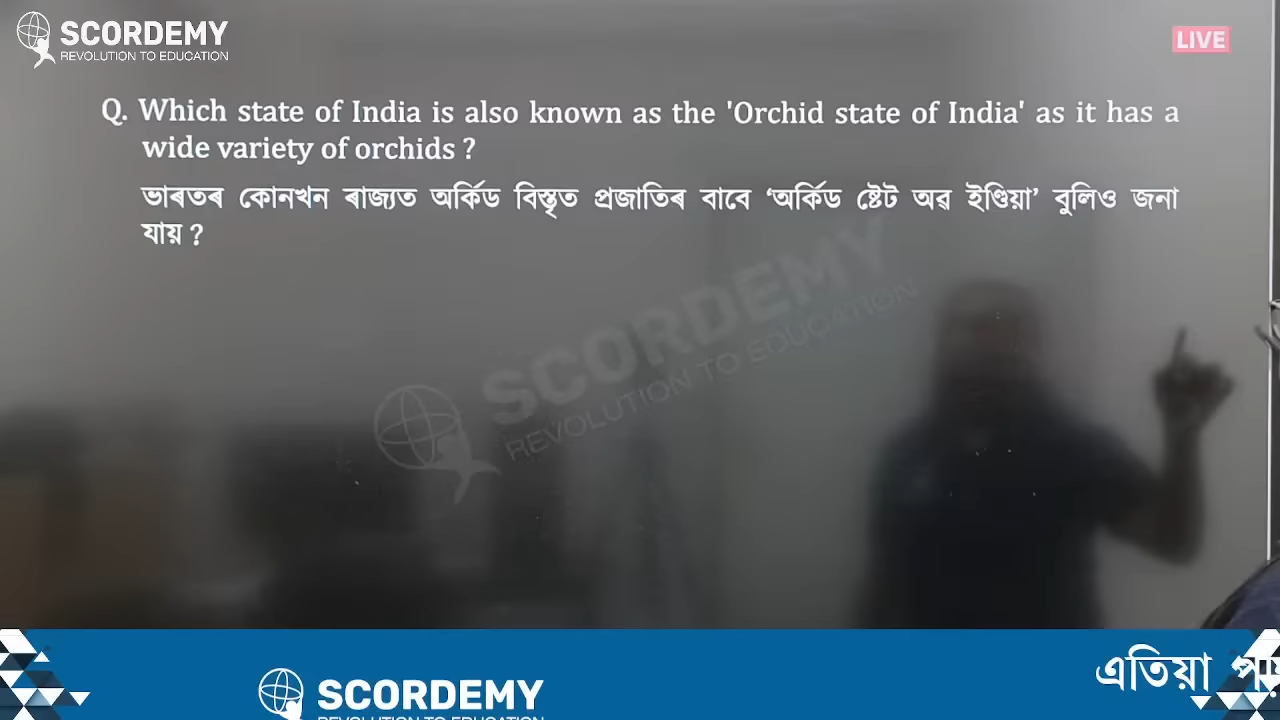 SCORDEMY
REVOLUTION TO EDUCATION
LIVE
Q. Which state of India is also known as the 'Orchid state of India' as it has a
wide variety of orchids ?
ভাৰতৰ কোনখন ৰাজ্যত অৰ্কিড বিস্তৃত প্ৰজাতিৰ বাবে ‘অৰ্কিড ষ্টেট অৱ ইণ্ডিয়া’ বুলিও জনা
যায় ?
SCORDEMY
REVOLUTION TO EDUCATION
এতিয়া
SCORDEMY
REVOLUTION TO EDUCATION